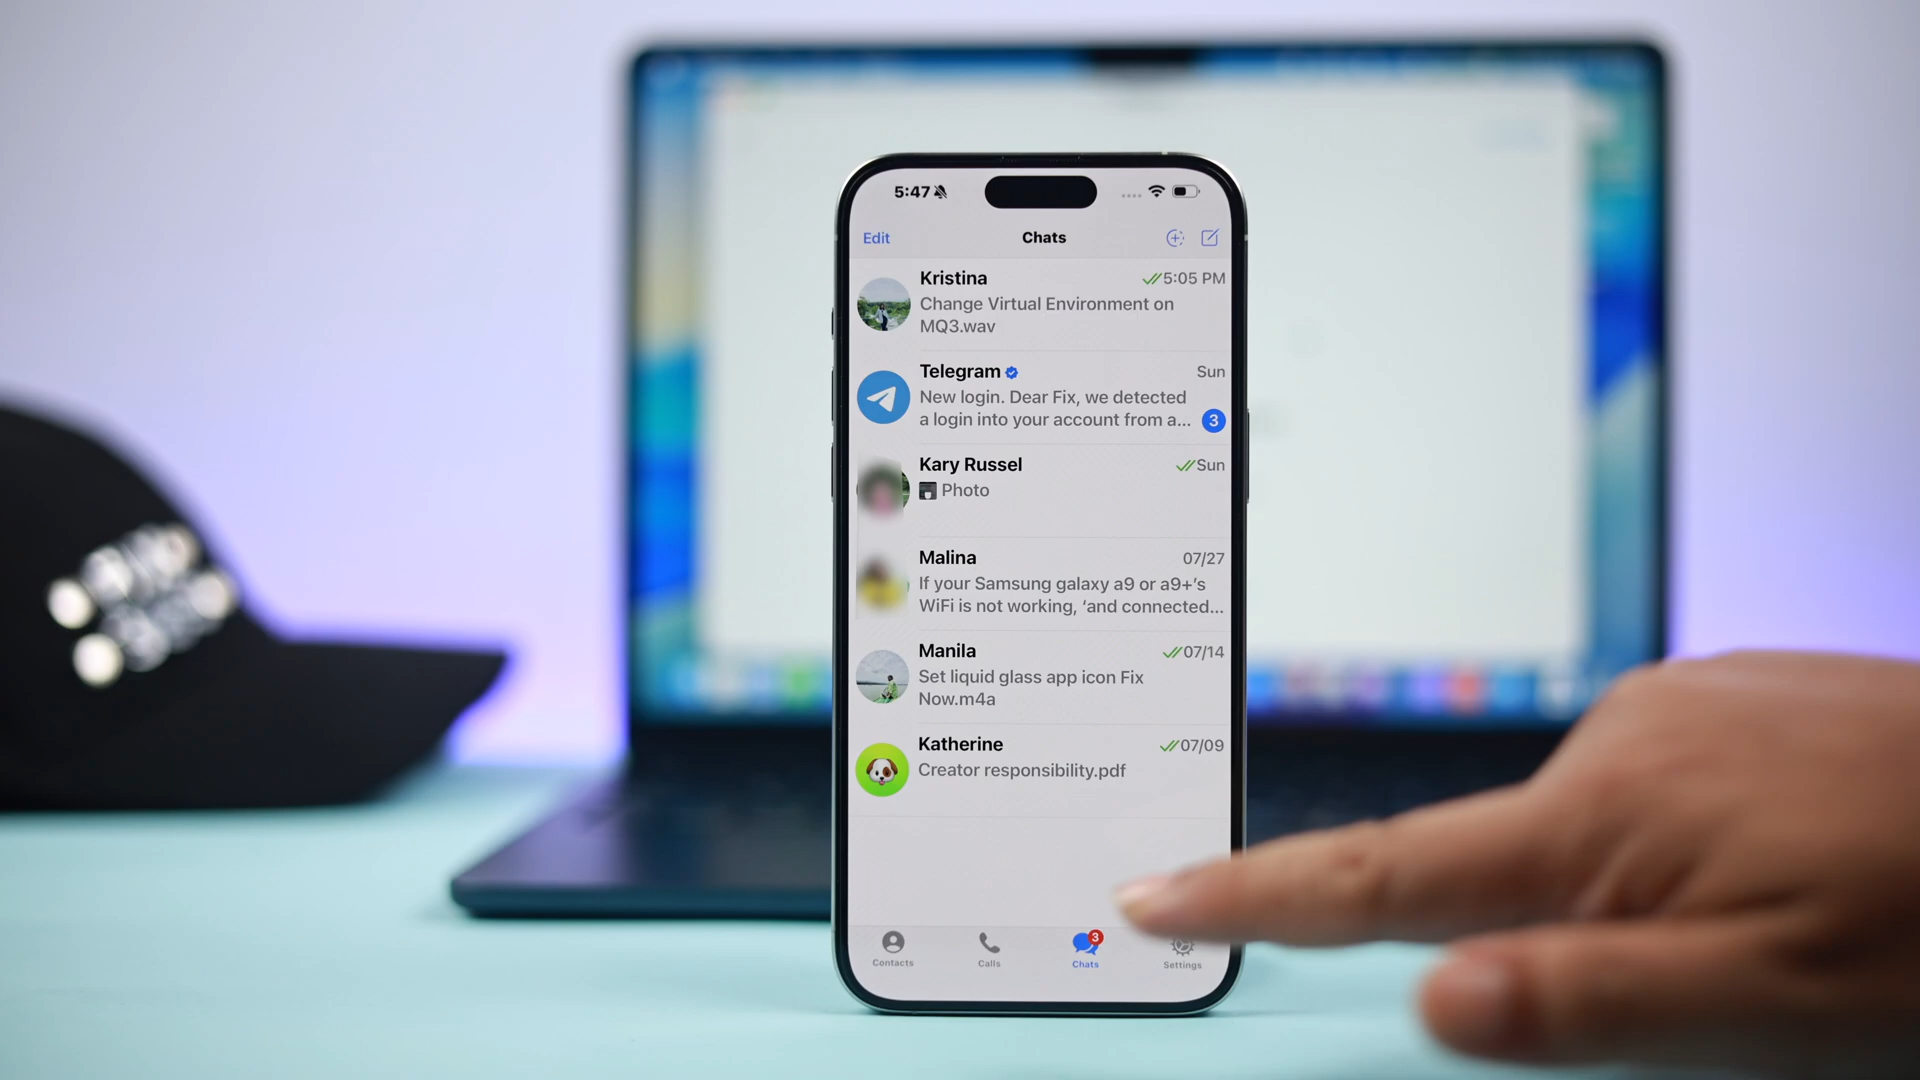 5:47
Edit
Chats
Kristina
5:05 PM
Change Virtual Environment on
MQ3.wav
Telegram
Sun
New login. Dear Fix, we detected
a login into your account from a...
3
Kary Russel
Sun
Photo
Malina
07/27
If your Samsung galaxy a9 or a9+’s
WiFi is not working, ‘and connected...
Manila
07/14
Set liquid glass app icon Fix
Now.m4a
Katherine
07/09
Creator responsibility.pdf
3
Contacts
Calls
Chats
Settings